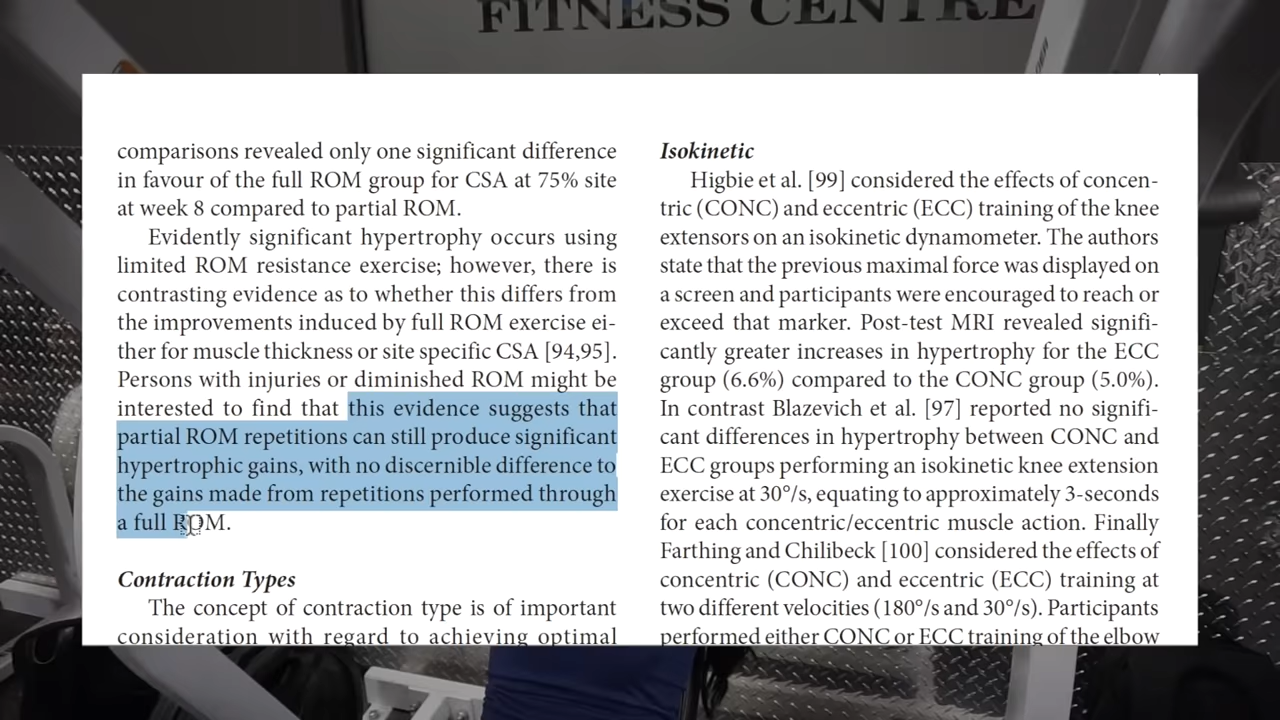 FITNESS CENTRE
comparisons revealed only one significant difference
in favour of the full ROM group for CSA at 75% site
at week 8 compared to partial ROM.
Evidently significant hypertrophy occurs using
limited ROM resistance exercise; however, there is
contrasting evidence as to whether this differs from
the improvements induced by full ROM exercise ei-
ther for muscle thickness or site specific CSA [94,95].
Persons with injuries or diminished ROM might be
interested to find that this evidence suggests that
partial ROM repetitions can still produce significant
hypertrophic gains, with no discernible difference to
the gains made from repetitions performed through
a full ROM.
Contraction Types
The concept of contraction type is of important
consideration with regard to achieving optimal
Isokinetic
Higbie et al. [99] considered the effects of concen-
tric (CONC) and eccentric (ECC) training of the knee
extensors on an isokinetic dynamometer. The authors
state that the previous maximal force was displayed on
a screen and participants were encouraged to reach or
exceed that marker. Post-test MRI revealed signifi-
cantly greater increases in hypertrophy for the ECC
group (6.6%) compared to the CONC group (5.0%).
In contrast Blazevich et al. [97] reported no signifi-
cant differences in hypertrophy between CONC and
ECC groups performing an isokinetic knee extension
exercise at 30°/s, equating to approximately 3-seconds
for each concentric/eccentric muscle action. Finally
Farthing and Chilibeck [100] considered the effects of
concentric (CONC) and eccentric (ECC) training at
two different velocities (180°/s and 30°/s). Participants
performed either CONC or ECC training of the elbow